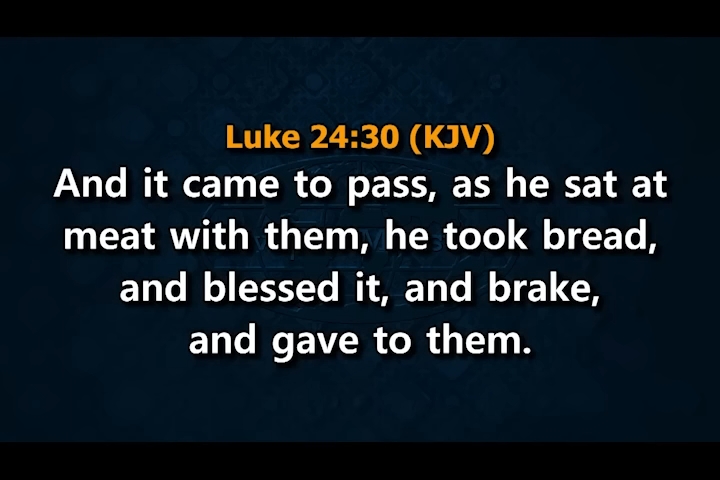 Luke 24:30 (KJV)
And it came to pass, as he sat at
meat with them, he took bread,
and blessed it, and brake,
and gave to them.